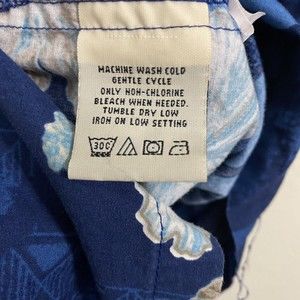 MACHINE WASH COLD
GENTLE CYCLE
ONLY NON-CHLORINE
BLEACH WHEN NEEDED.
TUMBLE DRY LOW
IRON ON LOW SETTING
30C